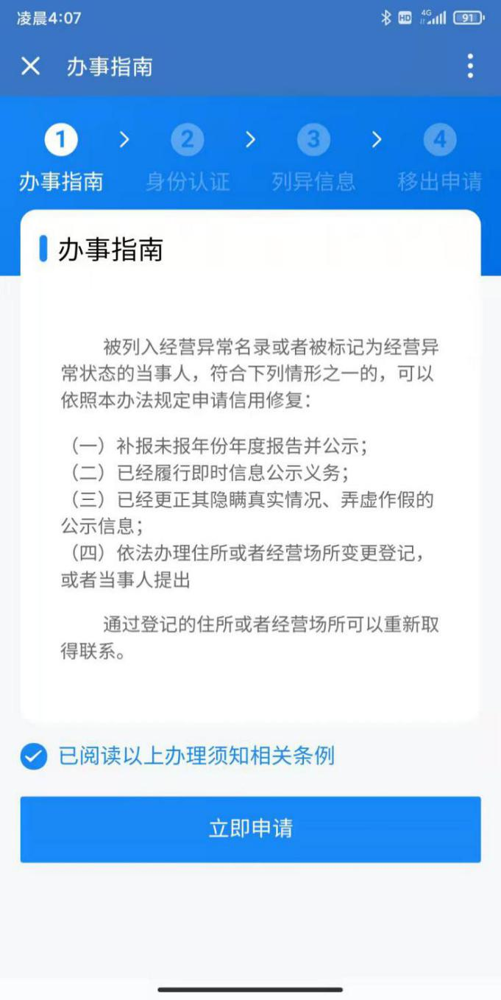 凌晨4:07
HD 4G 91
办事指南
1 2 3 4
办事指南 身份认证 列异信息 移出申请
办事指南
被列入经营异常名录或者被标记为经营异
常状态的当事人，符合下列情形之一的，可以
依照本办法规定申请信用修复：
（一）补报未报年份年度报告并公示；
（二）已经履行即时信息公示义务；
（三）已经更正其隐瞒真实情况、弄虚作假的
公示信息；
（四）依法办理住所或者经营场所变更登记，
或者当事人提出
通过登记的住所或者经营场所可以重新取
得联系。
已阅读以上办理须知相关条例
立即申请